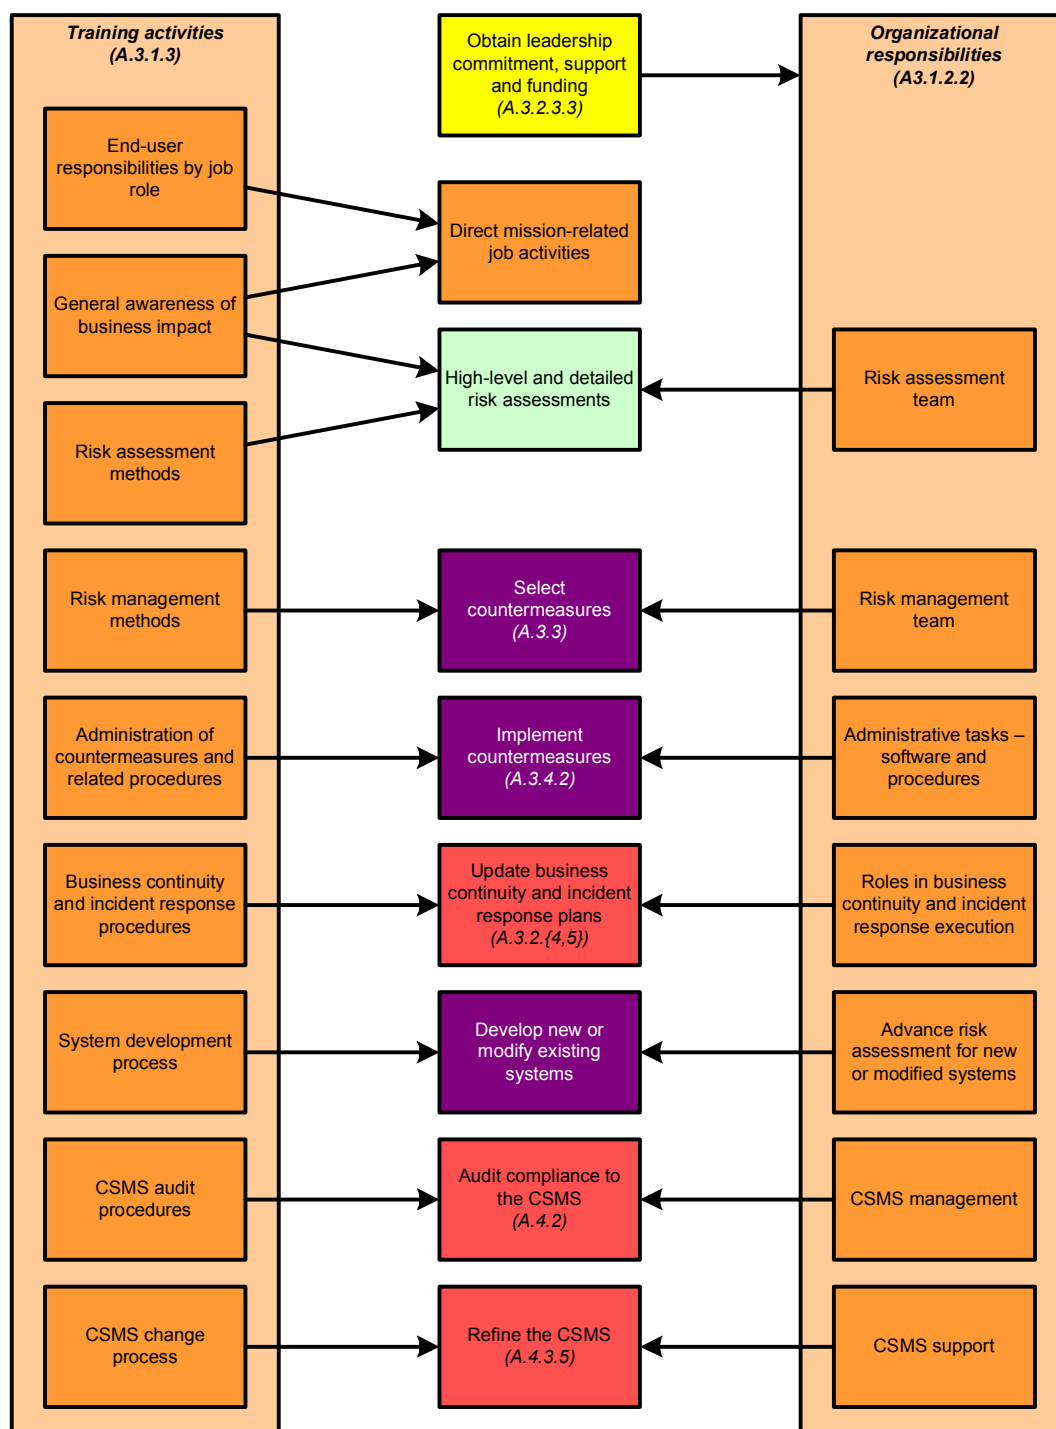 Training activities
(A.3.1.3)
Obtain leadership
commitment, support
and funding
(A.3.2.3.3)
Organizational
responsibilities
(A3.1.2.2)
End-user
responsibilities by job
role
Direct mission-related
job activities
General awareness of
business impact
High-level and detailed
risk assessments
Risk assessment
team
Risk assessment
methods
Risk management
methods
Select
countermeasures
(A.3.3)
Risk management
team
Administration of
countermeasures and
related procedures
Implement
countermeasures
(A.3.4.2)
Administrative tasks –
software and
procedures
Business continuity
and incident response
procedures
Update business
continuity and incident
response plans
(A.3.2.{4,5})
Roles in business
continuity and incident
response execution
System development
process
Develop new or
modify existing
systems
Advance risk
assessment for new
or modified systems
CSMS audit
procedures
Audit compliance to
the CSMS
(A.4.2)
CSMS management
CSMS change
process
Refine the CSMS
(A.4.3.5)
CSMS support